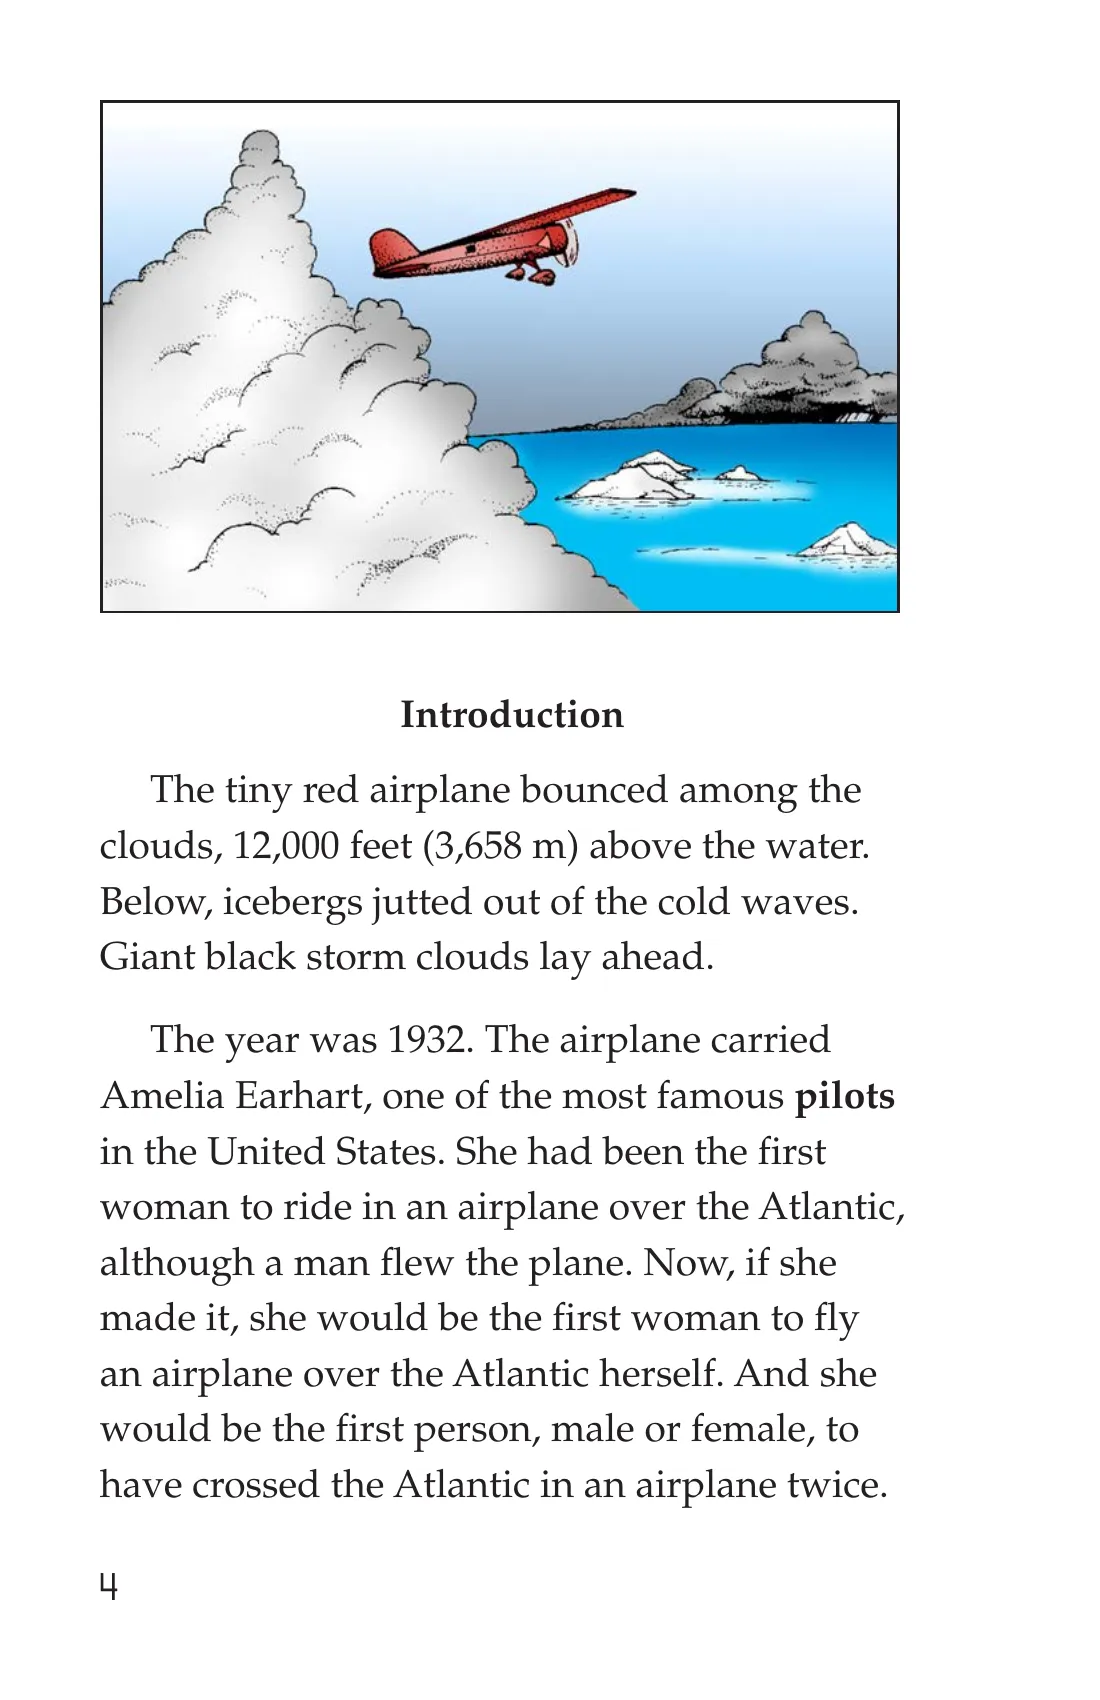 Introduction
The tiny red airplane bounced among the
clouds, 12,000 feet (3,658 m) above the water.
Below, icebergs jutted out of the cold waves.
Giant black storm clouds lay ahead.
The year was 1932. The airplane carried
Amelia Earhart, one of the most famous pilots
in the United States. She had been the first
woman to ride in an airplane over the Atlantic,
although a man flew the plane. Now, if she
made it, she would be the first woman to fly
an airplane over the Atlantic herself. And she
would be the first person, male or female, to
have crossed the Atlantic in an airplane twice.
4